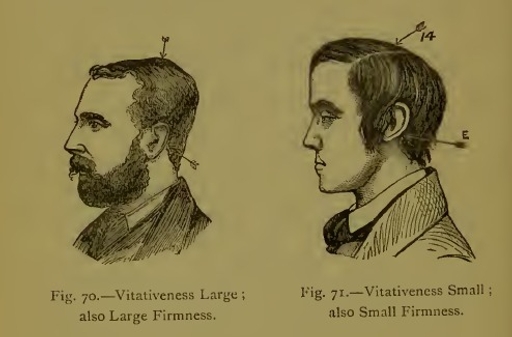 14
E
Fig. 70.—Vitativeness Large ;
also Large Firmness.
Fig. 71.—Vitativeness Small ;
also Small Firmness.